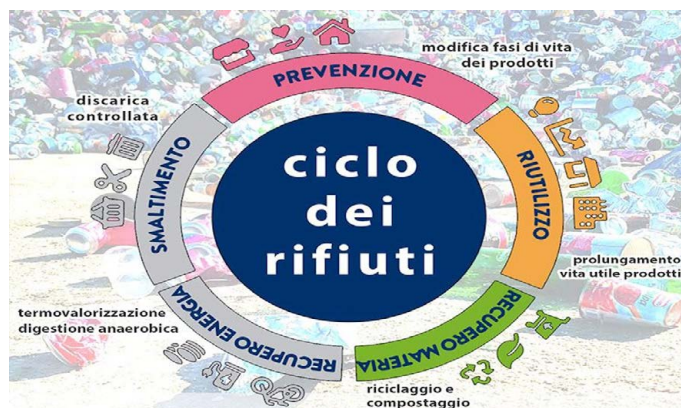 ciclo
dei
rifiuti
PREVENZIONE
modifica fasi di vita
dei prodotti
RIUTILIZZO
prolungamento
vita utile prodotti
RECUPERO MATERIA
riciclaggio e
compostaggio
RECUPERO ENERGIA
termovalorizzazione
digestione anaerobica
SMALTIMENTO
discarica
controllata